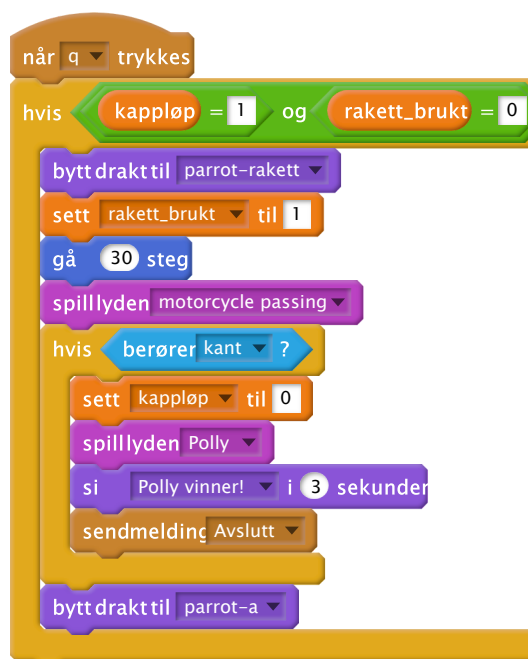 når q trykkes
hvis kappløp = 1 og rakett_brukt = 0
bytt drakt til parrot-rakett
sett rakett_brukt til 1
gå 30 steg
spill lyden motorcycle passing
hvis berører kant ?
sett kappløp til 0
spill lyden Polly
si Polly vinner! i 3 sekunder
send melding Avslutt
bytt drakt til parrot-a